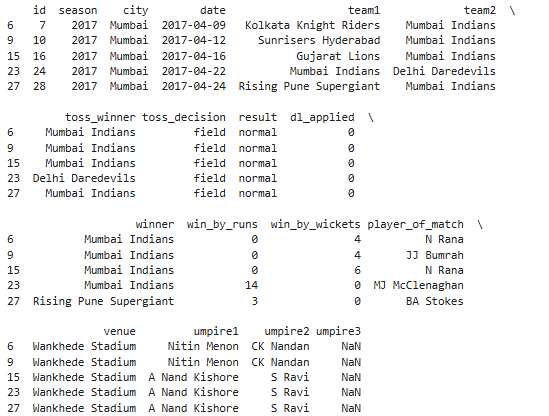 id season city date team1 team2 \
6 7 2017 Mumbai 2017-04-09 Kolkata Knight Riders Mumbai Indians
9 10 2017 Mumbai 2017-04-12 Sunrisers Hyderabad Mumbai Indians
15 16 2017 Mumbai 2017-04-16 Gujarat Lions Mumbai Indians
23 24 2017 Mumbai 2017-04-22 Mumbai Indians Delhi Daredevils
27 28 2017 Mumbai 2017-04-24 Rising Pune Supergiant Mumbai Indians
toss_winner toss_decision result dl_applied \
6 Mumbai Indians field normal 0
9 Mumbai Indians field normal 0
15 Mumbai Indians field normal 0
23 Delhi Daredevils field normal 0
27 Mumbai Indians field normal 0
winner win_by_runs win_by_wickets player_of_match \
6 Mumbai Indians 0 4 N Rana
9 Mumbai Indians 0 4 JJ Bumrah
15 Mumbai Indians 0 6 N Rana
23 Mumbai Indians 14 0 MJ McClenaghan
27 Rising Pune Supergiant 3 0 BA Stokes
venue umpire1 umpire2 umpire3
6 Wankhede Stadium Nitin Menon CK Nandan NaN
9 Wankhede Stadium Nitin Menon CK Nandan NaN
15 Wankhede Stadium A Nand Kishore S Ravi NaN
23 Wankhede Stadium A Nand Kishore S Ravi NaN
27 Wankhede Stadium A Nand Kishore S Ravi NaN